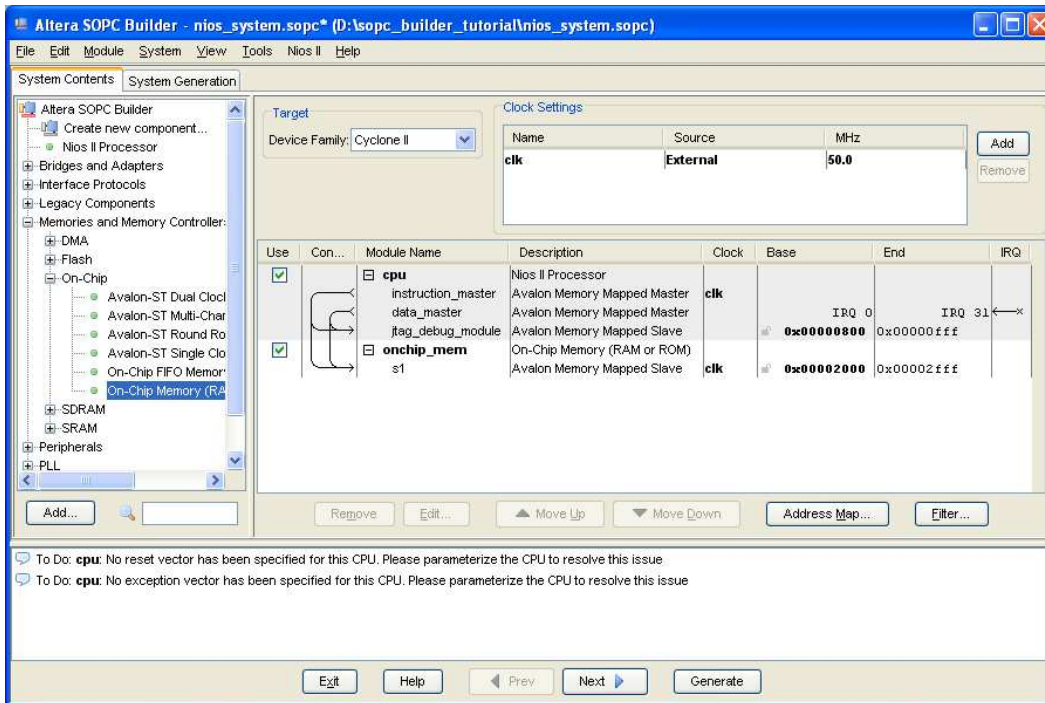 Altera SOPC Builder - nios_system.sopc* (D:\sopc_builder_tutorial\nios_system.sopc)
File Edit Module System View Tools Nios II Help
System Contents System Generation
Altera SOPC Builder
Create new component...
Nios II Processor
Bridges and Adapters
Interface Protocols
Legacy Components
Memories and Memory Controller
DMA
Flash
On-Chip
Avalon-ST Dual Clocl
Avalon-ST Multi-Char
Avalon-ST Round Ro
Avalon-ST Single Clo
On-Chip FIFO Memor
On-Chip Memory (RA
SDRAM
SRAM
Peripherals
PLL
Add...
Target
Device Family: Cyclone II
Clock Settings
Name Source MHz
clk External 50.0
Add
Remove
Use Con... Module Name Description Clock Base End IRQ
cpu Nios II Processor
instruction_master Avalon Memory Mapped Master clk
data_master Avalon Memory Mapped Master IRQ 0 IRQ 31
jtag_debug_module Avalon Memory Mapped Slave 0x00000800 0x00000fff
onchip_mem On-Chip Memory (RAM or ROM)
s1 Avalon Memory Mapped Slave clk 0x00002000 0x00002fff
Remove Edit... Move Up Move Down Address Map... Filter...
To Do: cpu: No reset vector has been specified for this CPU. Please parameterize the CPU to resolve this issue
To Do: cpu: No exception vector has been specified for this CPU. Please parameterize the CPU to resolve this issue
Exit Help Prev Next Generate